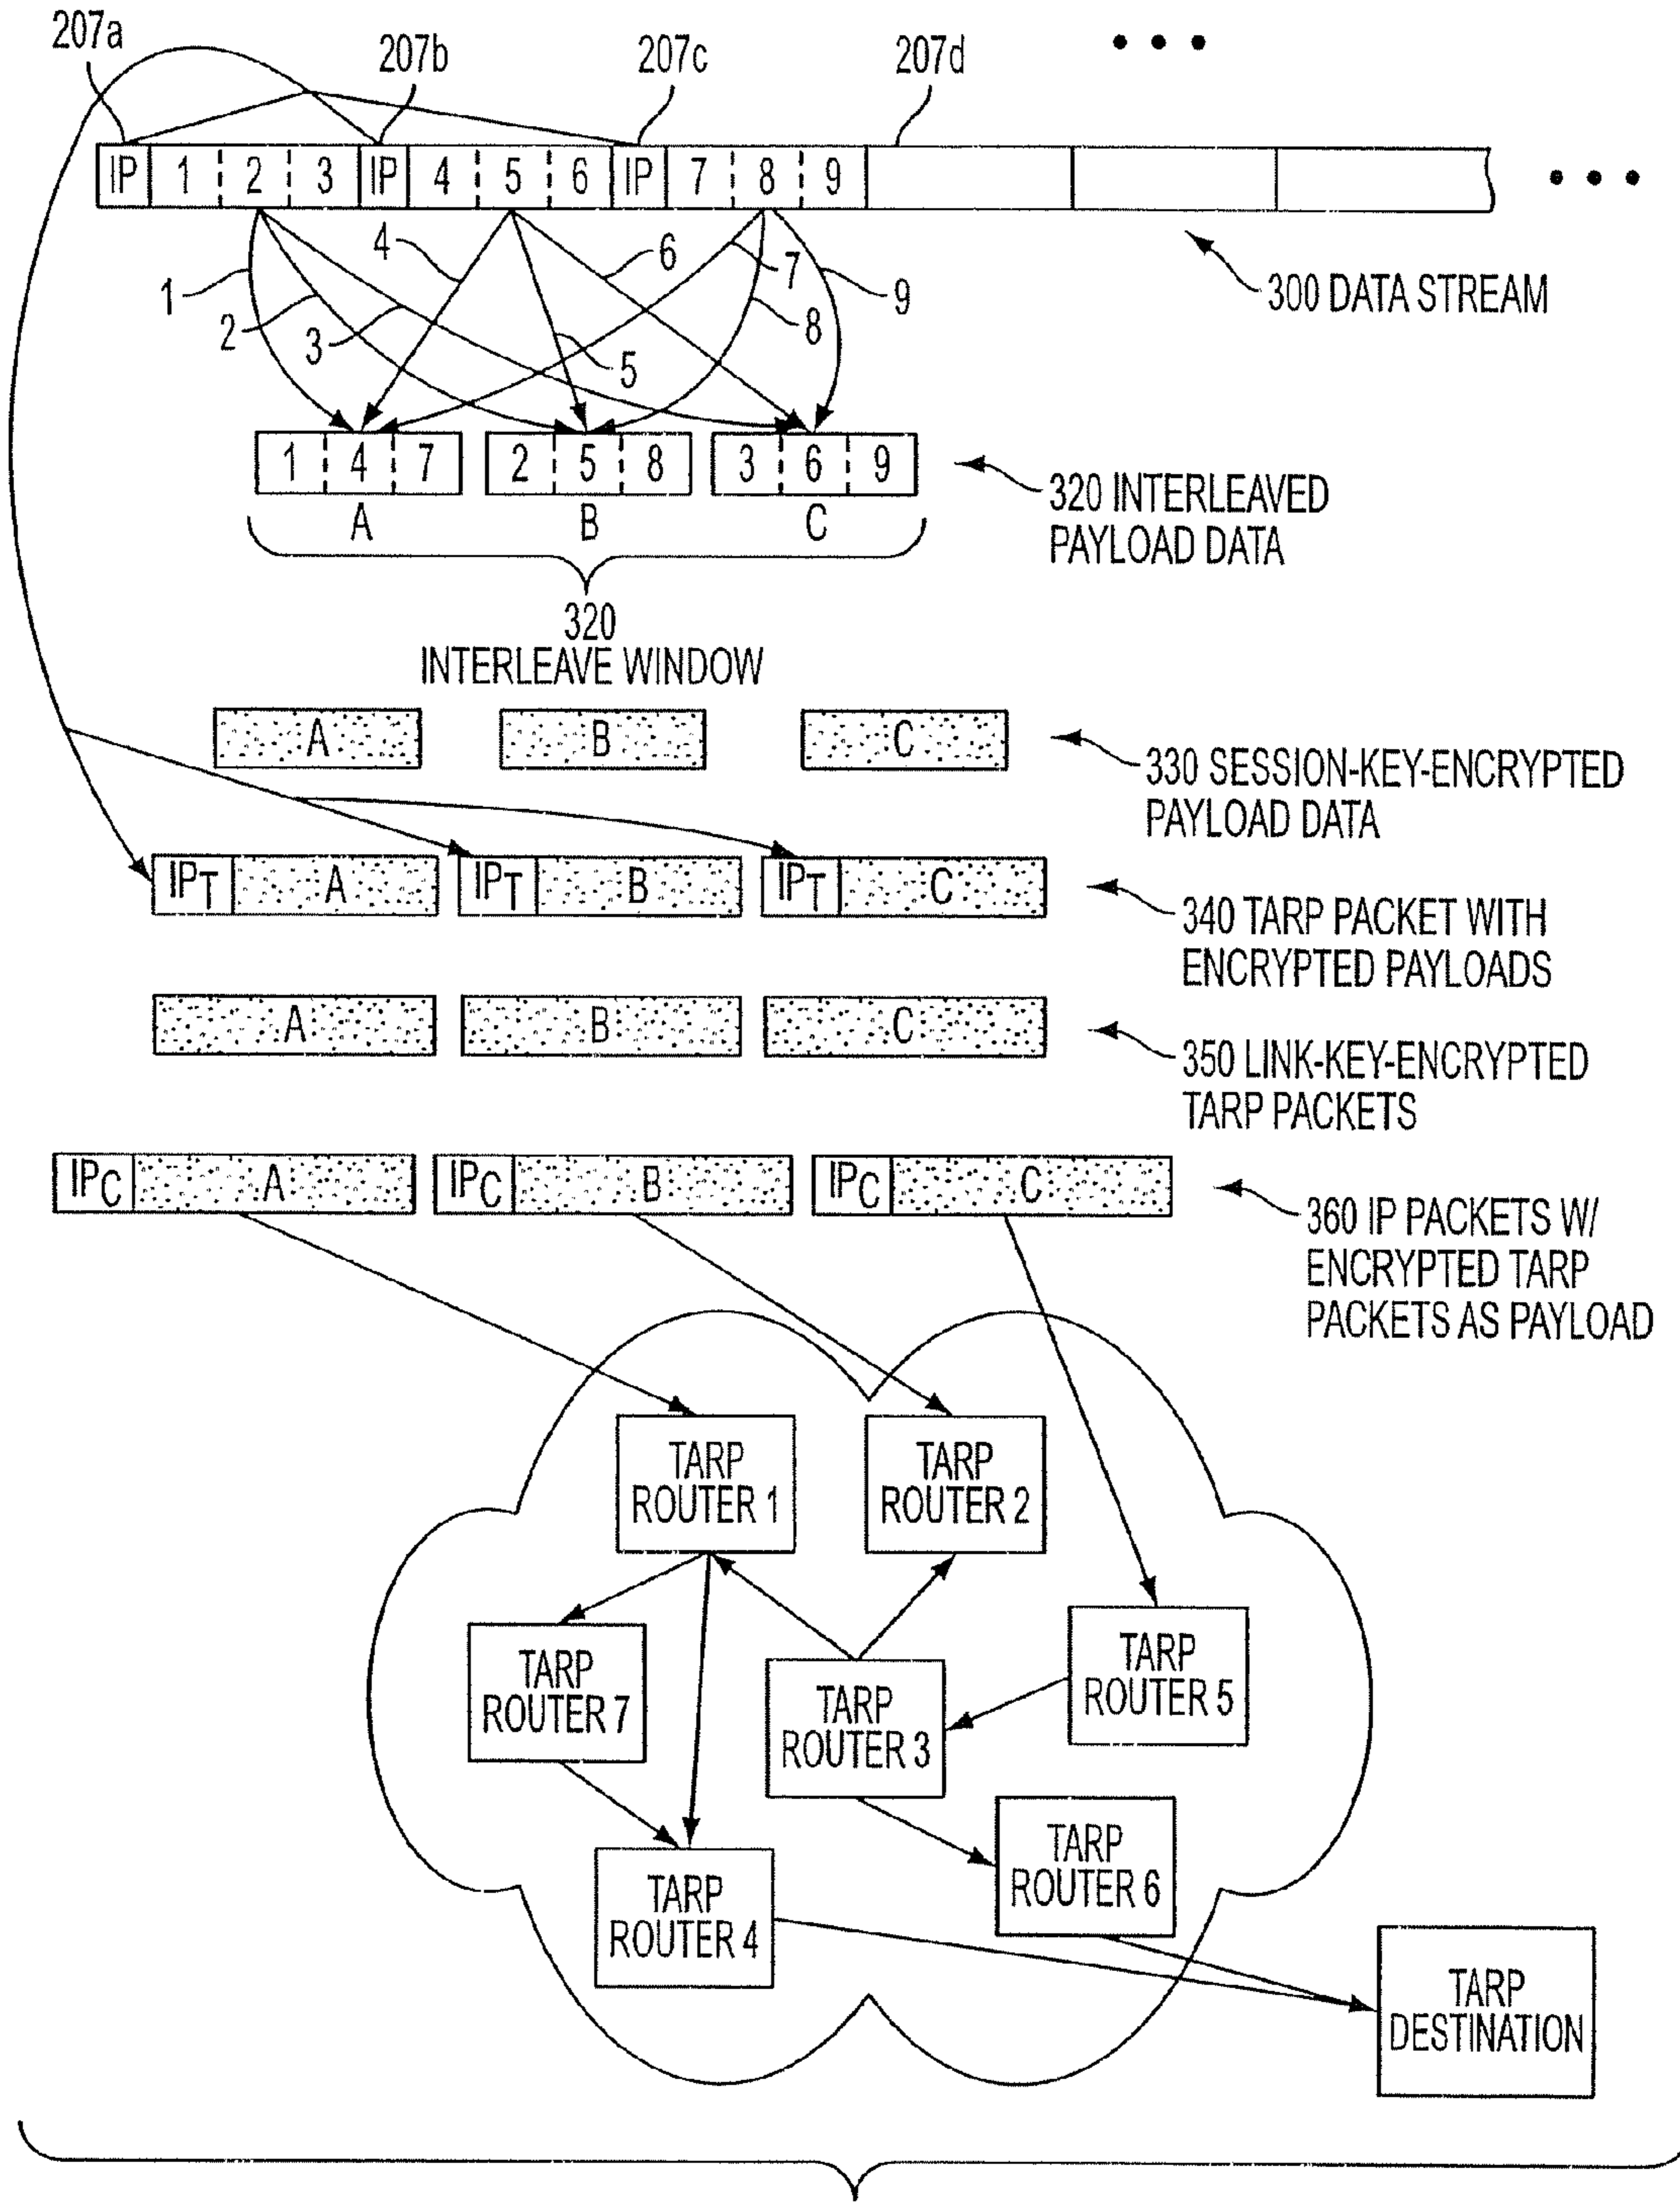 207a 207b 207c 207d
IP 1 2 3 IP 4 5 6 IP 7 8 9
1 2 3 4 5 6 7 8 9
300 DATA STREAM
1 4 7 2 5 8 3 6 9
A B C
320 INTERLEAVED
PAYLOAD DATA
320
INTERLEAVE WINDOW
A B C
330 SESSION-KEY-ENCRYPTED
PAYLOAD DATA
IPT A IPT B IPT C
340 TARP PACKET WITH
ENCRYPTED PAYLOADS
A B C
350 LINK-KEY-ENCRYPTED
TARP PACKETS
IPC A IPC B IPC C
360 IP PACKETS W/
ENCRYPTED TARP
PACKETS AS PAYLOAD
TARP
ROUTER 1
TARP
ROUTER 2
TARP
ROUTER 7
TARP
ROUTER 3
TARP
ROUTER 5
TARP
ROUTER 4
TARP
ROUTER 6
TARP
DESTINATION